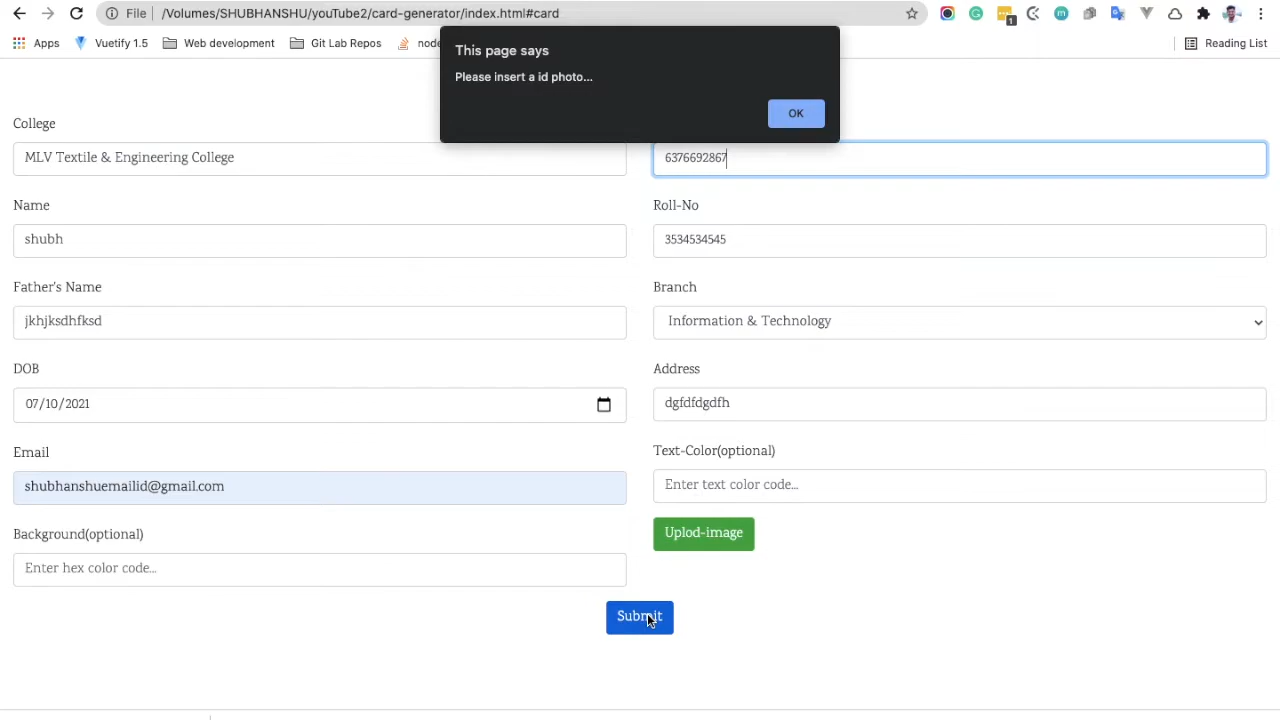 File /Volumes/SHUBHANSHU/youTube2/card-generator/index.html#card
1
Apps Vuetify 1.5 Web development Git Lab Repos node Reading List
This page says
Please insert a id photo...
OK
College
MLV Textile & Engineering College
6376692867
Name
shubh
Roll-No
3534534545
Father's Name
jkhjksdhfksd
Branch
Information & Technology
DOB
07/10/2021
Address
dgfdfdgdfh
Email
shubhanshuemailid@gmail.com
Text-Color(optional)
Enter text color code...
Uplod-image
Background(optional)
Enter hex color code...
Submit